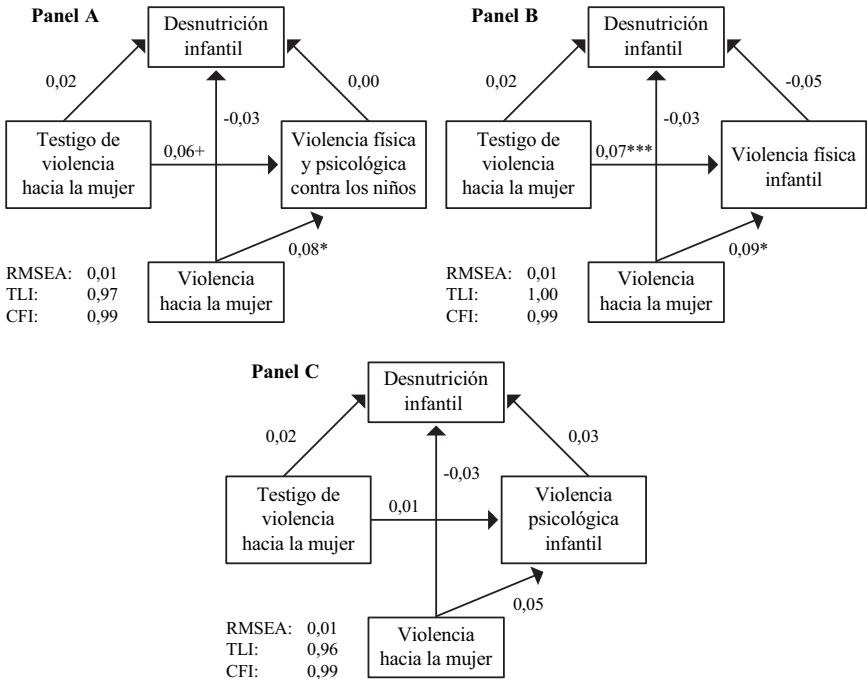 Panel A
Desnutrición
infantil
0,02
0,00
-0,03
Testigo de
violencia
hacia la mujer
0,06+
Violencia física
y psicológica
contra los niños
0,08*
Violencia
hacia la mujer
RMSEA: 0,01
TLI: 0,97
CFI: 0,99
Panel B
Desnutrición
infantil
0,02
-0,05
-0,03
Testigo de
violencia
hacia la mujer
0,07***
Violencia física
infantil
0,09*
Violencia
hacia la mujer
RMSEA: 0,01
TLI: 1,00
CFI: 0,99
Panel C
Desnutrición
infantil
0,02
0,03
-0,03
Testigo de
violencia
hacia la mujer
0,01
Violencia
psicológica
infantil
0,05
Violencia
hacia la mujer
RMSEA: 0,01
TLI: 0,96
CFI: 0,99